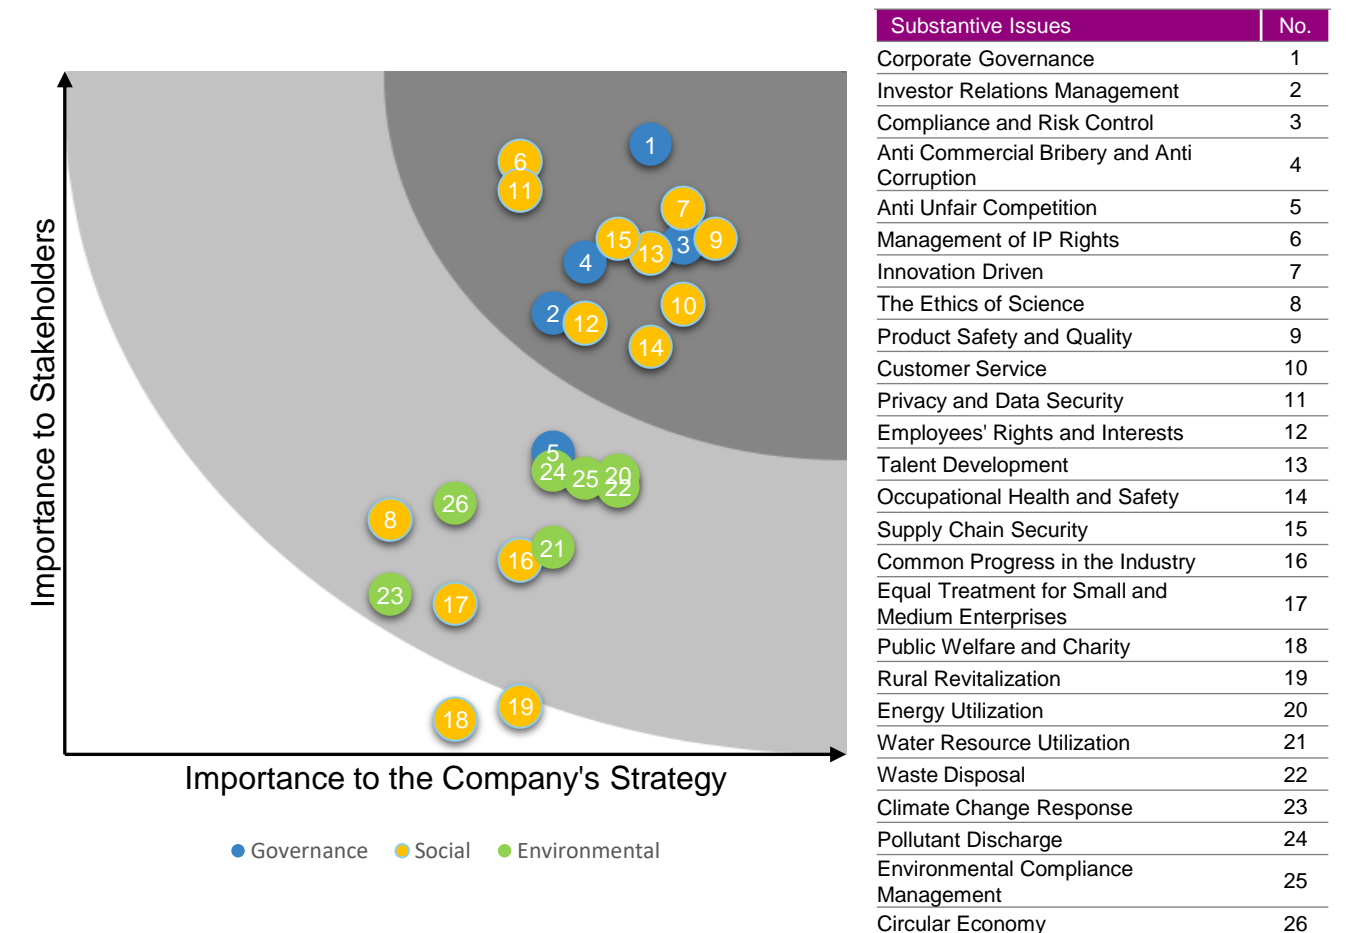 Substantive Issues No.
Corporate Governance 1
Investor Relations Management 2
Compliance and Risk Control 3
Anti Commercial Bribery and Anti
Corruption 4
Anti Unfair Competition 5
Management of IP Rights 6
Innovation Driven 7
The Ethics of Science 8
Product Safety and Quality 9
Customer Service 10
Privacy and Data Security 11
Employees' Rights and Interests 12
Talent Development 13
Occupational Health and Safety 14
Supply Chain Security 15
Common Progress in the Industry 16
Equal Treatment for Small and
Medium Enterprises 17
Public Welfare and Charity 18
Rural Revitalization 19
Energy Utilization 20
Water Resource Utilization 21
Waste Disposal 22
Climate Change Response 23
Pollutant Discharge 24
Environmental Compliance
Management 25
Circular Economy 26
Importance to Stakeholders
1
6
11
7
15
13
3
9
4
2
12
10
14
5
24
25
20
22
26
8
16
21
23
17
18
19
Importance to the Company's Strategy
Governance Social Environmental